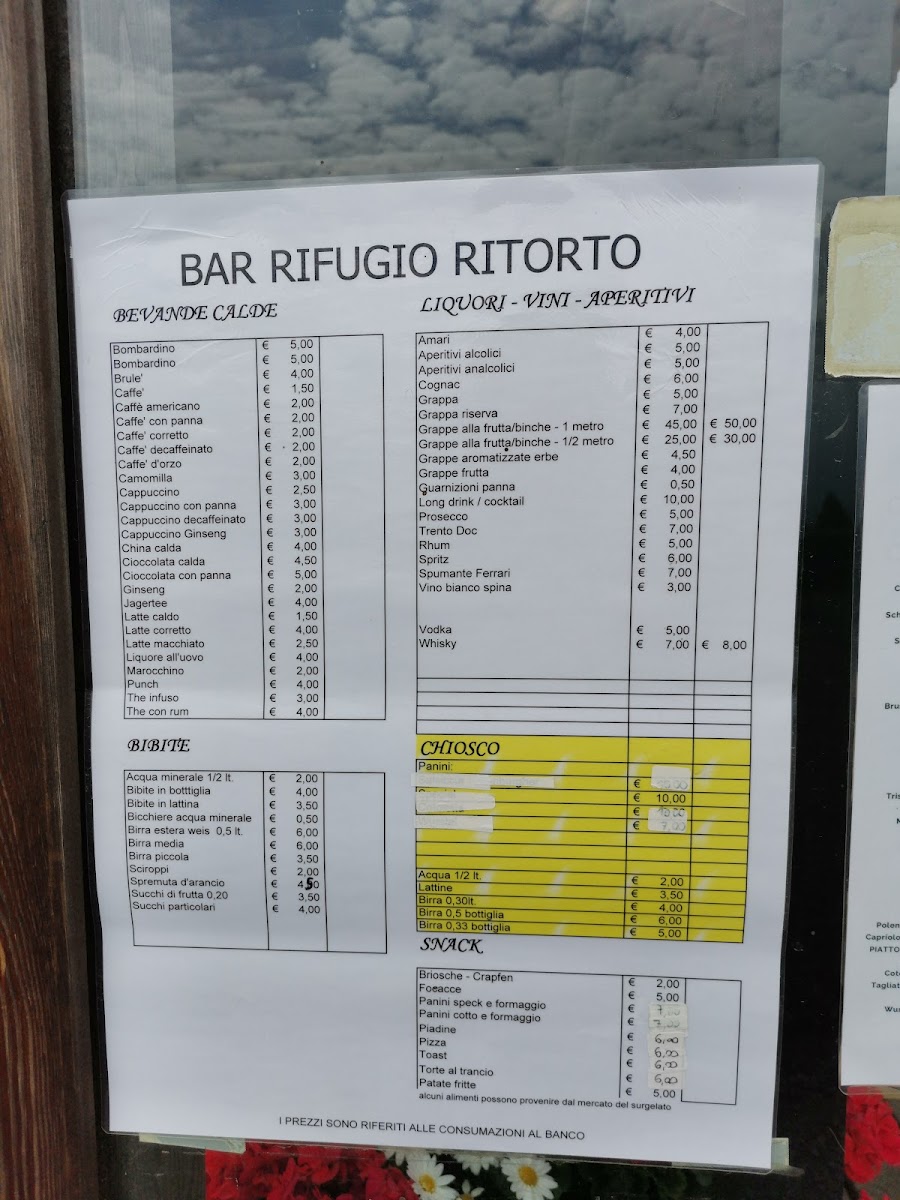 BAR RIFUGIO RITORTO
BEVANDE CALDE
Bombardino € 5,00
Bombardino € 5,00
Brule' € 4,00
Caffe' € 1,50
Caffè americano € 2,00
Caffe' con panna € 2,00
Caffe' corretto € 2,00
Caffe' decaffeinato € 2,00
Caffe' d'orzo € 2,00
Camomilla € 3,00
Cappuccino € 2,50
Cappuccino con panna € 3,00
Cappuccino decaffeinato € 3,00
Cappuccino Ginseng € 3,00
China calda € 4,00
Cioccolata calda € 4,50
Cioccolata con panna € 5,00
Ginseng € 2,00
Jagertee € 4,00
Latte caldo € 1,50
Latte corretto € 4,00
Latte macchiato € 2,50
Liquore all'uovo € 4,00
Marocchino € 2,00
Punch € 4,00
The infuso € 3,00
The con rum € 4,00
BIBITE
Acqua minerale 1/2 lt. € 2,00
Bibite in botttiglia € 4,00
Bibite in lattina € 3,50
Bicchiere acqua minerale € 0,50
Birra estera weis 0,5 lt. € 6,00
Birra media € 6,00
Birra piccola € 3,50
Sciroppi € 2,00
Spremuta d'arancio € 4,50
Succhi di frutta 0,20 € 3,50
Succhi particolari € 4,00
LIQUORI - VINI - APERITIVI
Amari € 4,00
Aperitivi alcolici € 5,00
Aperitivi analcolici € 5,00
Cognac € 6,00
Grappa € 5,00
Grappa riserva € 7,00
Grappe alla frutta/binche - 1 metro € 45,00 € 50,00
Grappe alla frutta/binche - 1/2 metro € 25,00 € 30,00
Grappe aromatizzate erbe € 4,50
Grappe frutta € 4,00
Guarnizioni panna € 0,50
Long drink / cocktail € 10,00
Prosecco € 5,00
Trento Doc € 7,00
Rhum € 5,00
Spritz € 6,00
Spumante Ferrari € 7,00
Vino bianco spina € 3,00
Vodka € 5,00
Whisky € 7,00 € 8,00
CHIOSCO
Panini:
€
€ 10,00
€
€ 7,00
Acqua 1/2 lt. € 2,00
Lattine € 3,50
Birra 0,30lt. € 4,00
Birra 0,5 bottiglia € 6,00
Birra 0,33 bottiglia € 5,00
SNACK
Briosche - Crapfen € 2,00
Foeacce € 5,00
Panini speck e formaggio € 7,00
Panini cotto e formaggio € 7,00
Piadine € 6,00
Pizza € 6,00
Toast € 6,00
Torte al trancio € 6,00
Patate fritte € 5,00
alcuni alimenti possono provenire dal mercato del surgelato
I PREZZI SONO RIFERITI ALLE CONSUMAZIONI AL BANCO
Sch
Bru
Tris
Polen
Capriolo
PIATTO
Cot
Tagliat
Wur